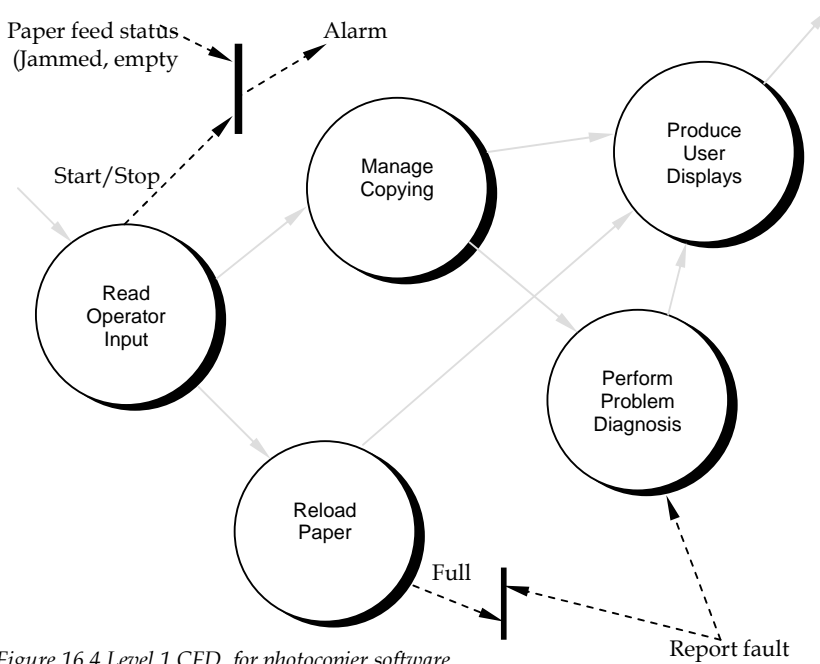 Paper feed status
(Jammed, empty
Alarm
Start/Stop
Manage
Copying
Produce
User
Displays
Read
Operator
Input
Perform
Problem
Diagnosis
Reload
Paper
Full
Report fault
Figure 16.4 Level 1 CFD for photocopier software